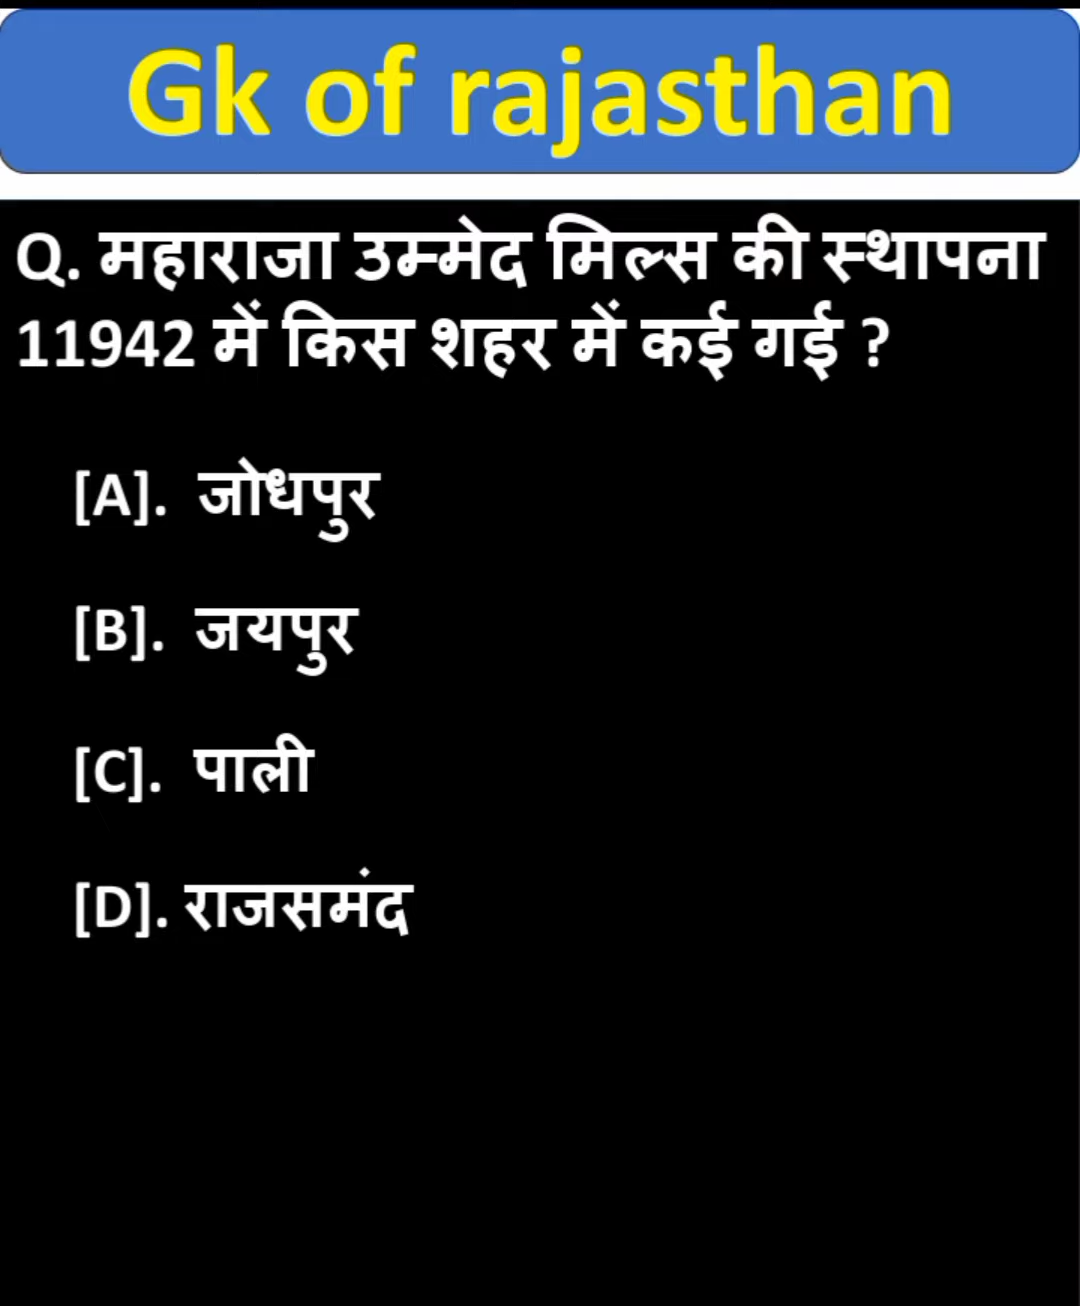 Gk of rajasthan
Q. महाराजा उम्मेद मिल्स की स्थापना
11942 में किस शहर में कई गई ?
[A]. जोधपुर
[B]. जयपुर
[C]. पाली
[D]. राजसमंद